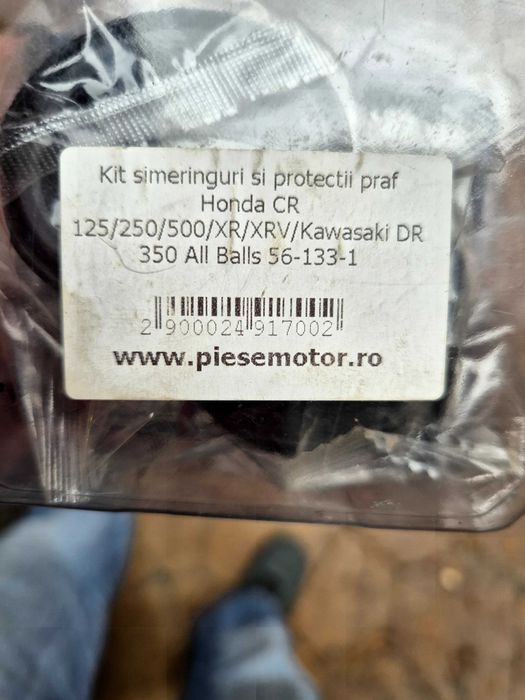 Kit simeringuri si protectii praf
Honda CR
125/250/500/XR/XRV/Kawasaki DR
350 All Balls 56-133-1
2 900024 917002
www.piesemotor.ro